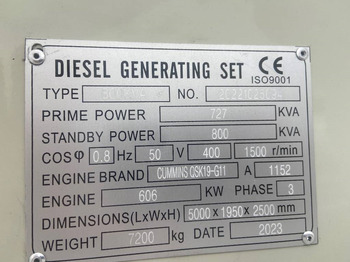 DIESEL GENERATING SET CE
ISO9001
TYPE NO.
PRIME POWER 727 KVA
STANDBY POWER 800 KVA
COSφ 0.8 Hz 50 V 400 1500 r/min
ENGINE BRAND CUMMINS QSK19-G11 A 1152
ENGINE 606 KW PHASE 3
DIMENSIONS(LxWxH) 5000 x 1950 x 2500 mm
WEIGHT 7200 kg DATE 2023